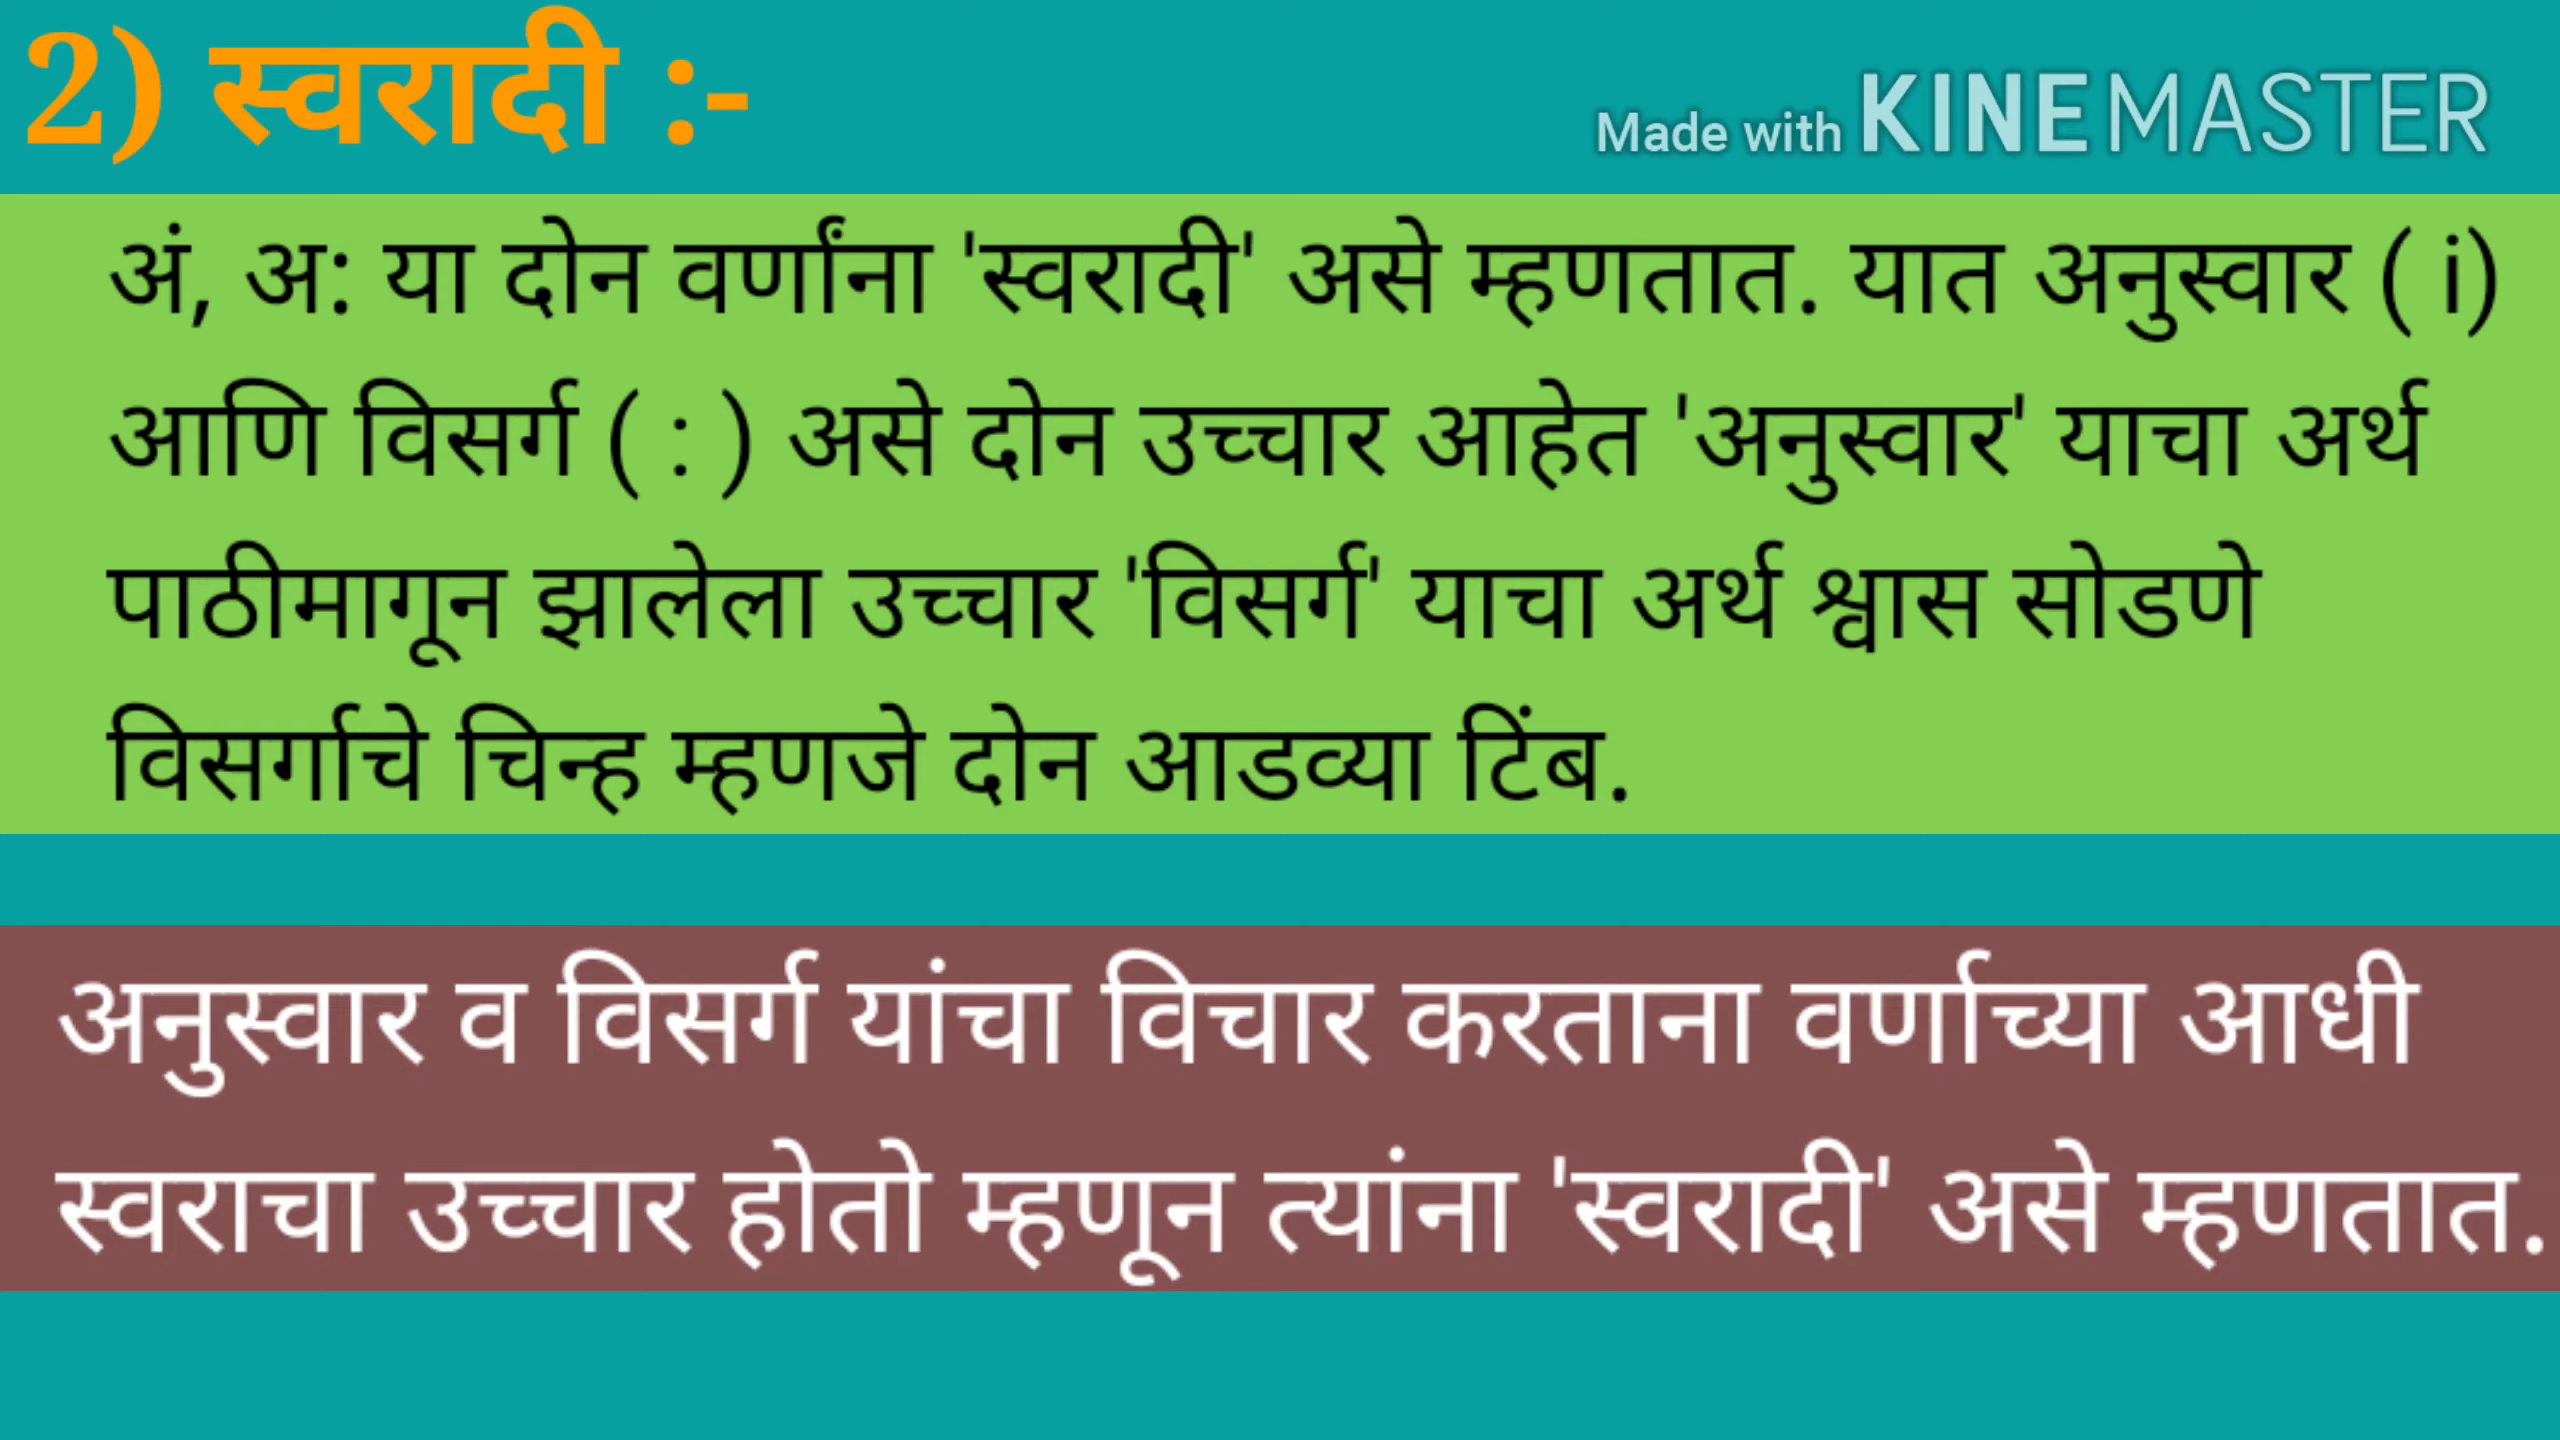 2) स्वरादी :-
Made with KINEMASTER
अं, अ: या दोन वर्णांना 'स्वरादी' असे म्हणतात. यात अनुस्वार ( i)
आणि विसर्ग ( : ) असे दोन उच्चार आहेत 'अनुस्वार' याचा अर्थ
पाठीमागून झालेला उच्चार 'विसर्ग' याचा अर्थ श्वास सोडणे
विसर्गाचे चिन्ह म्हणजे दोन आडव्या टिंब.
अनुस्वार व विसर्ग यांचा विचार करताना वर्णाच्या आधी
स्वराचा उच्चार होतो म्हणून त्यांना 'स्वरादी' असे म्हणतात.